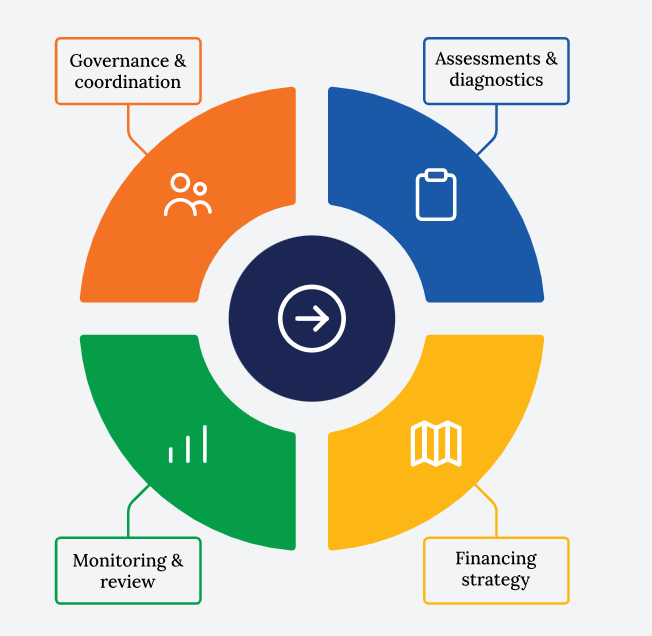 Governance &
coordination
Assessments &
diagnostics
Monitoring &
review
Financing
strategy